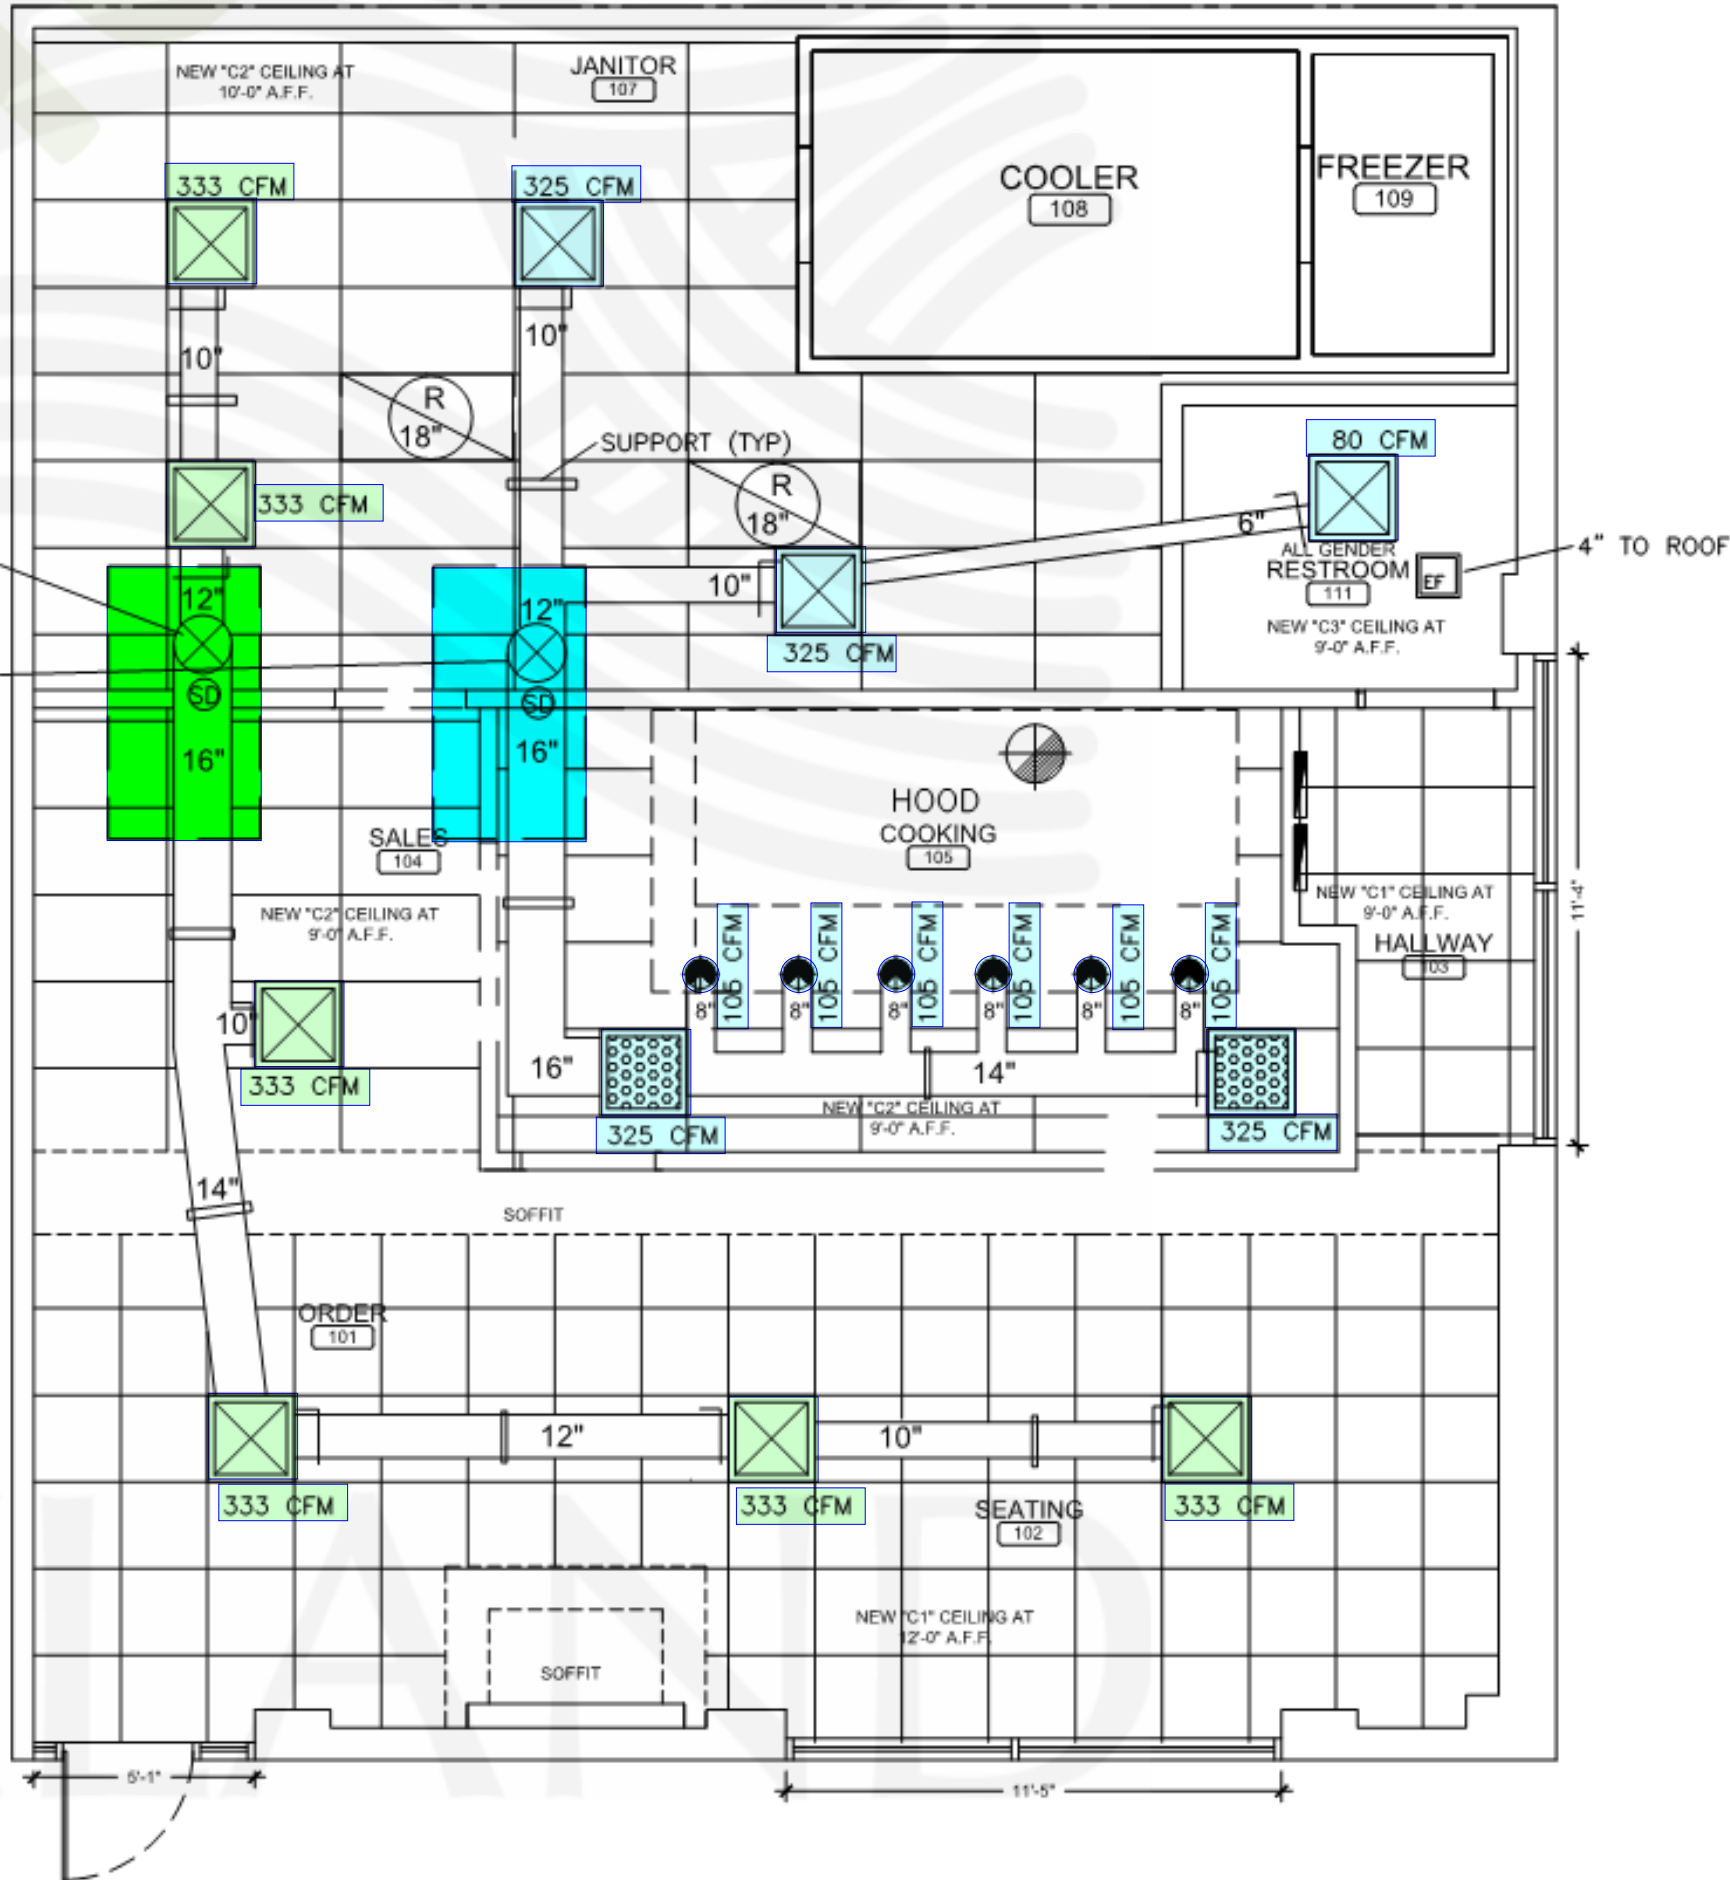 NEW "C2" CEILING AT
10'-0" A.F.F.
JANITOR
107
333 CFM
325 CFM
COOLER
108
FREEZER
109
10"
10"
R
18"
SUPPORT (TYP)
80 CFM
333 CFM
R
18"
6"
ALL GENDER
RESTROOM
111
EF
4" TO ROOF
NEW "C3" CEILING AT
9'-0" A.F.F.
12"
12"
10"
325 CFM
SD
SD
16"
16"
HOOD
COOKING
105
SALES
104
NEW "C2" CEILING AT
9'-0" A.F.F.
NEW "C1" CEILING AT
9'-0" A.F.F.
HALLWAY
103
11'-4"
105 CFM
105 CFM
105 CFM
105 CFM
105 CFM
105 CFM
8"
8"
8"
8"
8"
8"
10"
333 CFM
16"
14"
NEW "C2" CEILING AT
9'-0" A.F.F.
325 CFM
325 CFM
14"
SOFFIT
ORDER
101
12"
10"
333 CFM
333 CFM
333 CFM
SEATING
102
NEW "C1" CEILING AT
12'-0" A.F.F.
SOFFIT
5'-1"
11'-5"
LAND